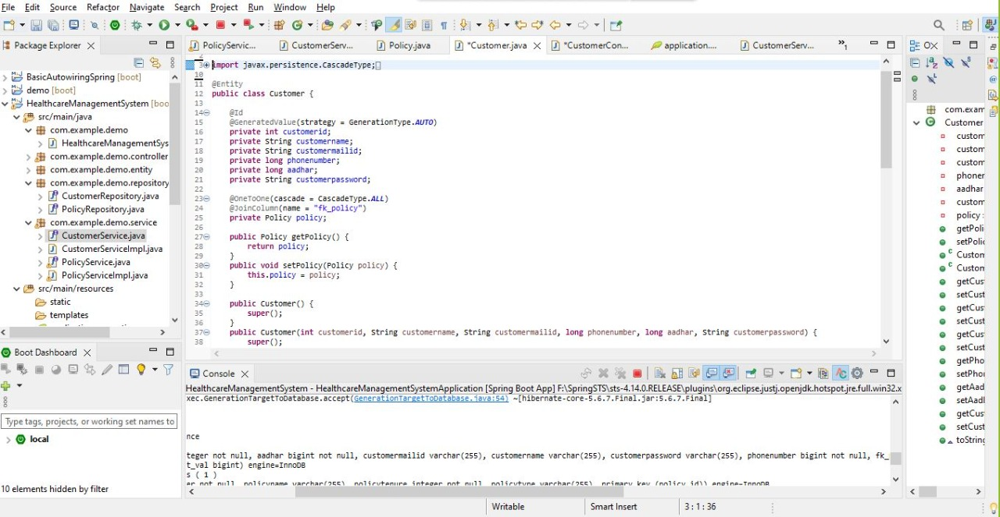 File Edit Source Refactor Navigate Search Project Run Window Help
Package Explorer
PolicyServic...
CustomerServ...
Policy.java
*Customer.java
*CustomerCon...
application....
CustomerServ...
»1
BasicAutowiringSpring [boot]
demo [boot]
HealthcareManagementSystem [boo
src/main/java
com.example.demo
HealthcareManagementSys
com.example.demo.controller
com.example.demo.entity
com.example.demo.repository
CustomerRepository.java
PolicyRepository.java
com.example.demo.service
CustomerService.java
CustomerServiceImpl.java
PolicyService.java
PolicyServiceImpl.java
src/main/resources
static
templates
Boot Dashboard
Type tags, projects, or working set names to
local
10 elements hidden by filter
2
3 import javax.persistence.CascadeType;
10
11 @Entity
12 public class Customer {
13
14 @Id
15 @GeneratedValue(strategy = GenerationType.AUTO)
16 private int customerid;
17 private String customername;
18 private String customermailid;
19 private long phonenumber;
20 private long aadhar;
21 private String customerpassword;
22
23 @OneToOne(cascade = CascadeType.ALL)
24 @JoinColumn(name = "fk_policy")
25 private Policy policy;
26
27 public Policy getPolicy() {
28 return policy;
29 }
30 public void setPolicy(Policy policy) {
31 this.policy = policy;
32 }
33
34 public Customer() {
35 super();
36 }
37 public Customer(int customerid, String customername, String customermailid, long phonenumber, long aadhar, String customerpassword) {
38 super();
Console
HealthcareManagementSystem - HealthcareManagementSystemApplication [Spring Boot App] F:\SpringSTS\sts-4.14.0.RELEASE\plugins\org.eclipse.justj.openjdk.hotspot.jre.full.win32.x
xec.GenerationTargetToDatabase.accept(GenerationTargetToDatabase.java:54) ~[hibernate-core-5.6.7.Final.jar:5.6.7.Final]
nce
teger not null, aadhar bigint not null, customermailid varchar(255), customername varchar(255), customerpassword varchar(255), phonenumber bigint not null, fk_
t_val bigint) engine=InnoDB
s ( 1 )
er not null, policyname varchar(255), policytenure integer not null, policytype varchar(255), primary key (policy_id)) engine=InnoDB
com.exam
Customer
custom
custom
custom
phoner
aadhar
custom
policy :
getPoli
setPolic
Custom
Custom
getCus
setCust
getCus
setCust
getCus
setCust
getPho
setPhor
getAad
setAadl
getCus
setCust
toString
Writable
Smart Insert
3 : 1 : 36